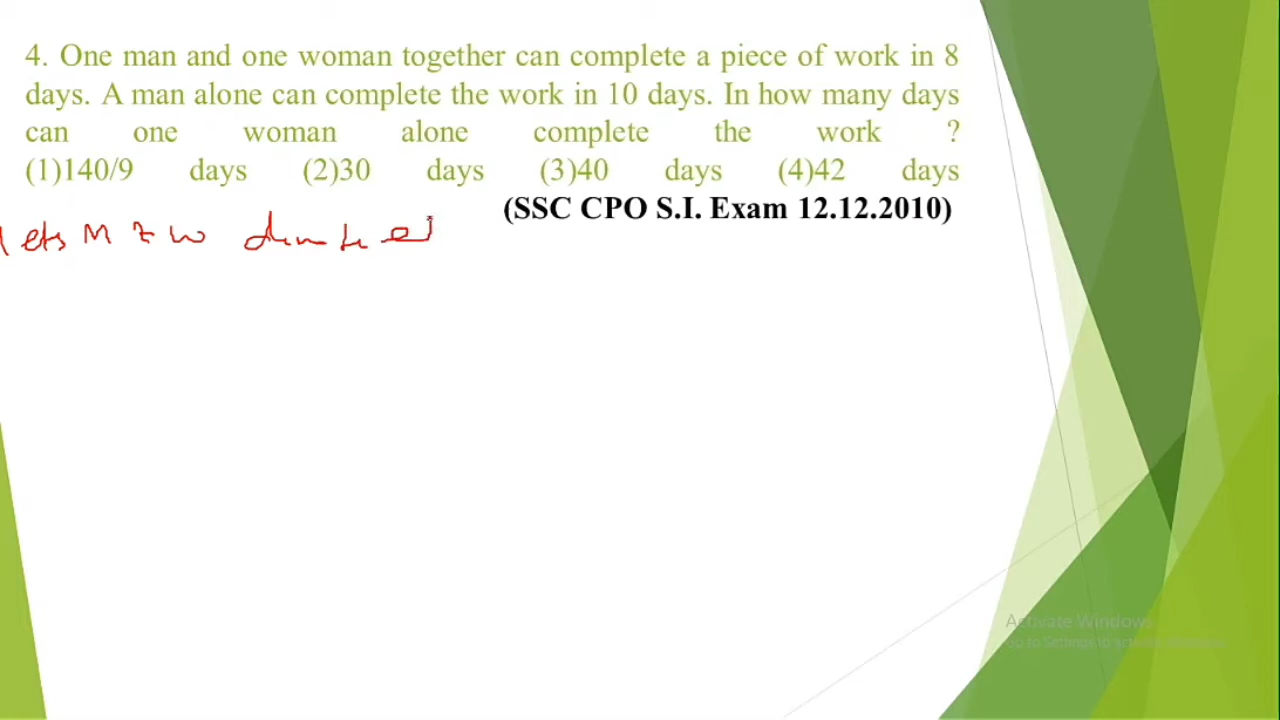 4. One man and one woman together can complete a piece of work in 8
days. A man alone can complete the work in 10 days. In how many days
can one woman alone complete the work ?
(1)140/9 days (2)30 days (3)40 days (4)42 days
(SSC CPO S.I. Exam 12.12.2010)
lets M & W
Activate Windows